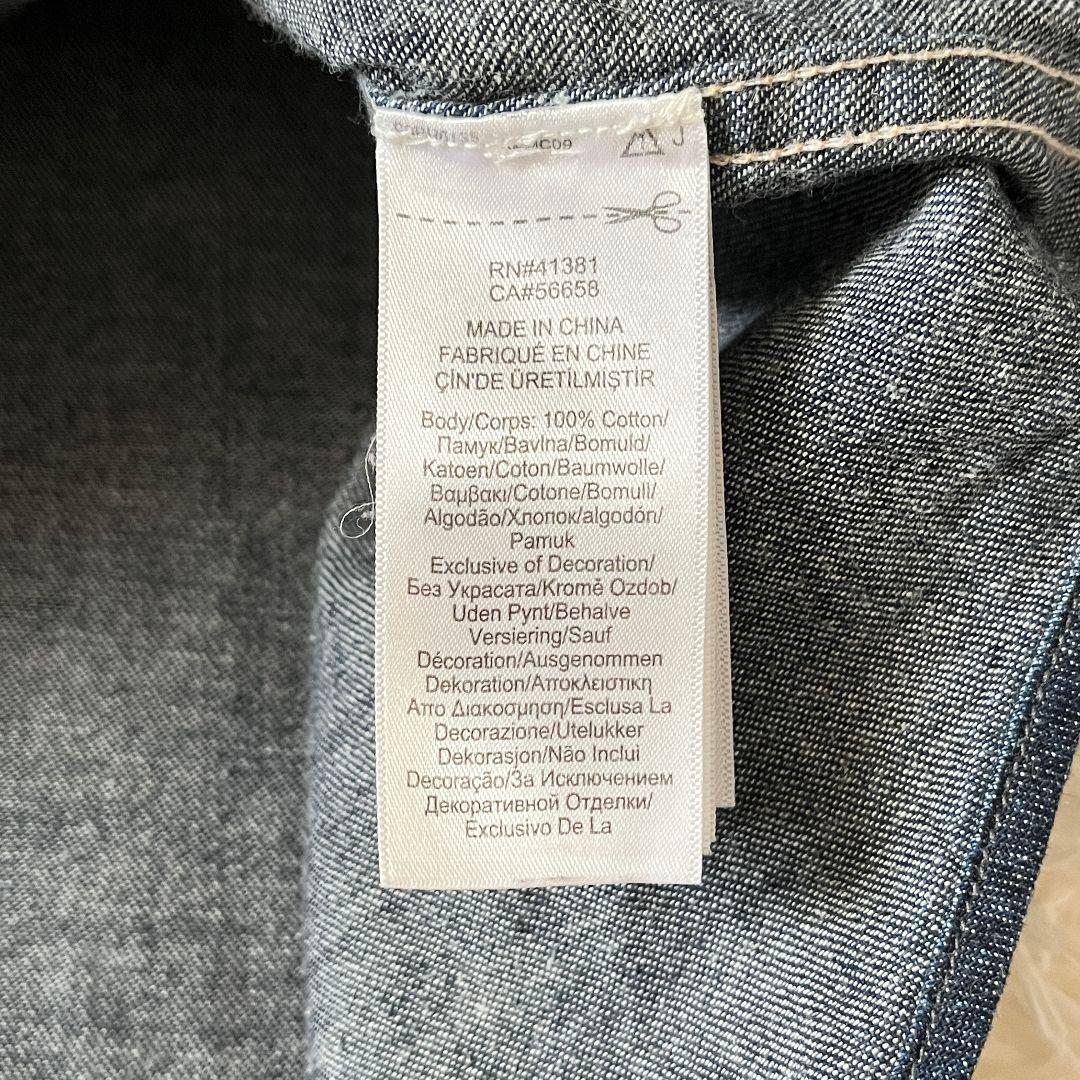 J
RN#41381
CA#56658
MADE IN CHINA
FABRIQUÉ EN CHINE
ÇİN'DE ÜRETİLMİŞTİR
Body/Corps: 100% Cotton/
Памук/Bavlna/Bomuld/
Katoen/Coton/Baumwolle/
Βαμβακι/Cotone/Bomull/
Algodão/Хлопок/algodón/
Pamuk
Exclusive of Decoration/
Без Украсата/Kromě Ozdob/
Uden Pynt/Behalve
Versiering/Sauf
Décoration/Ausgenommen
Dekoration/Αποκλειστικη
Απο Διακοσμηση/Esclusa La
Decorazione/Utelukker
Dekorasjon/Não Inclui
Decoração/За Исключением
Декоративной Отделки/
Exclusivo De La